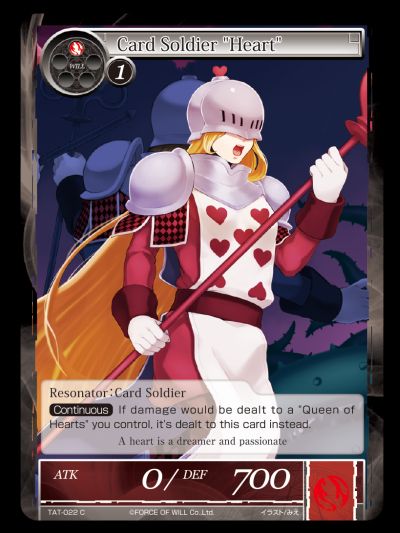 Card Soldier "Heart"
WILL
1
Resonator:Card Soldier
Continuous If damage would be dealt to a "Queen of
Hearts" you control, it's dealt to this card instead.
A heart is a dreamer and passionate
ATK 0 / DEF 700
TAT-022 C ©FORCE OF WILL Co.,Ltd. イラスト/みえ